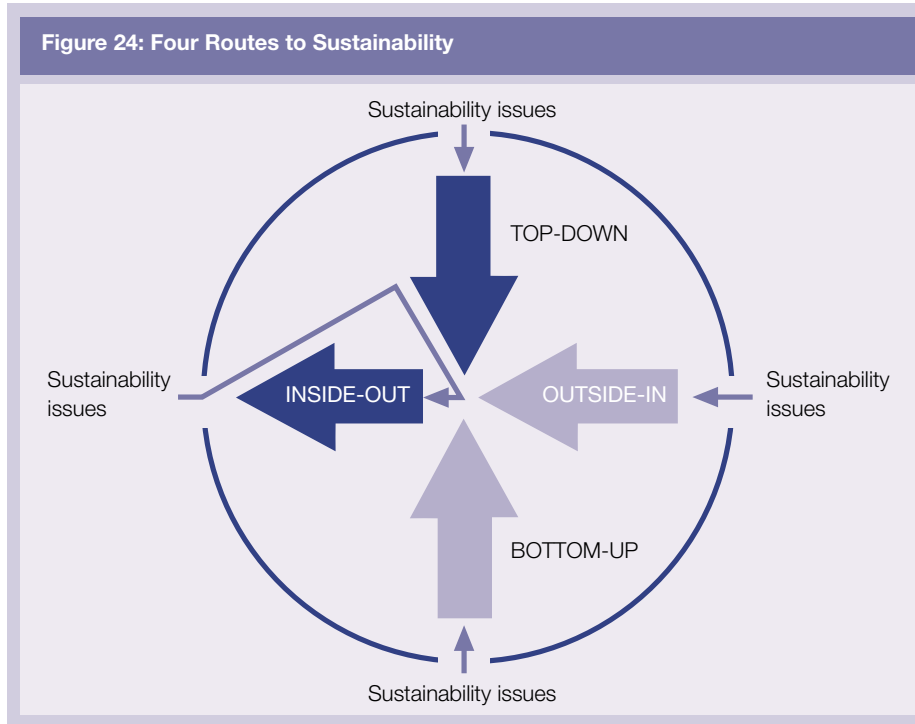 Figure 24: Four Routes to Sustainability
Sustainability issues
TOP-DOWN
Sustainability
issues
INSIDE-OUT
OUTSIDE-IN
Sustainability
issues
BOTTOM-UP
Sustainability issues